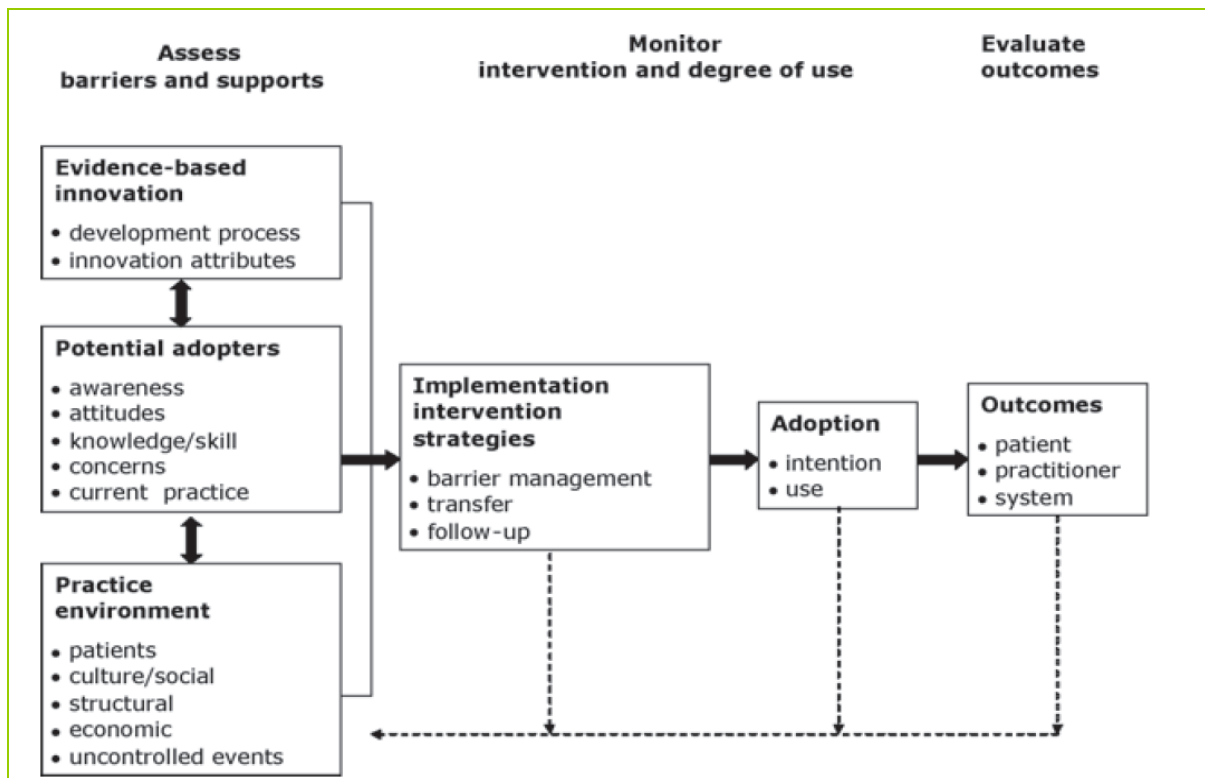 Assess
barriers and supports
Monitor
intervention and degree of use
Evaluate
outcomes
Evidence-based
innovation
• development process
• innovation attributes
Potential adopters
• awareness
• attitudes
• knowledge/skill
• concerns
• current practice
Practice
environment
• patients
• culture/social
• structural
• economic
• uncontrolled events
Implementation
intervention
strategies
• barrier management
• transfer
• follow-up
Adoption
• intention
• use
Outcomes
• patient
• practitioner
• system